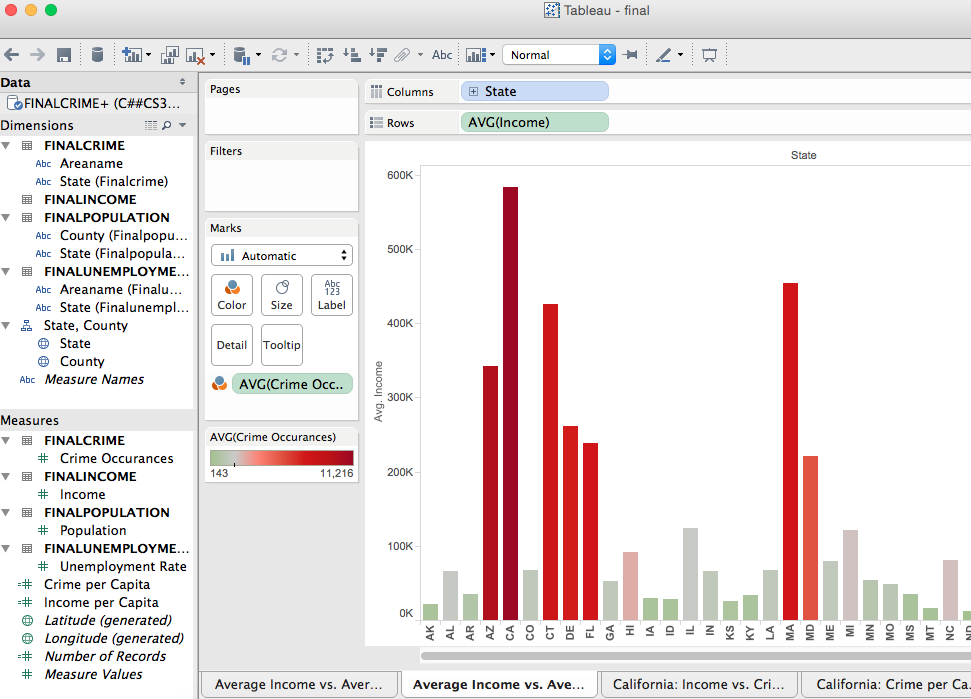 Tableau - final
Abc
Normal
Data
FINALCRIME+ (C##CS3...
Dimensions
FINALCRIME
Abc Areaname
Abc State (Finalcrime)
FINALINCOME
FINALPOPULATION
Abc County (Finalpopu...
Abc State (Finalpopula...
FINALUNEMPLOYME...
Abc Areaname (Finalu...
Abc State (Finalunempl...
State, County
State
County
Abc Measure Names
Measures
FINALCRIME
# Crime Occurances
FINALINCOME
# Income
FINALPOPULATION
# Population
FINALUNEMPLOYME...
# Unemployment Rate
=# Crime per Capita
=# Income per Capita
Latitude (generated)
Longitude (generated)
=# Number of Records
# Measure Values
Pages
Filters
Marks
Automatic
Color Size Abc 123 Label
Detail Tooltip
AVG(Crime Occ..
AVG(Crime Occurances)
143 11,216
Columns State
Rows AVG(Income)
State
600K
500K
400K
300K
200K
100K
0K
Avg. Income
AK AL AR AZ CA CO CT DE FL GA HI IA ID IL IN KS KY LA MA MD ME MI MN MO MS MT NC ND
Average Income vs. Aver... Average Income vs. Ave... California: Income vs. Cri... California: Crime per Ca